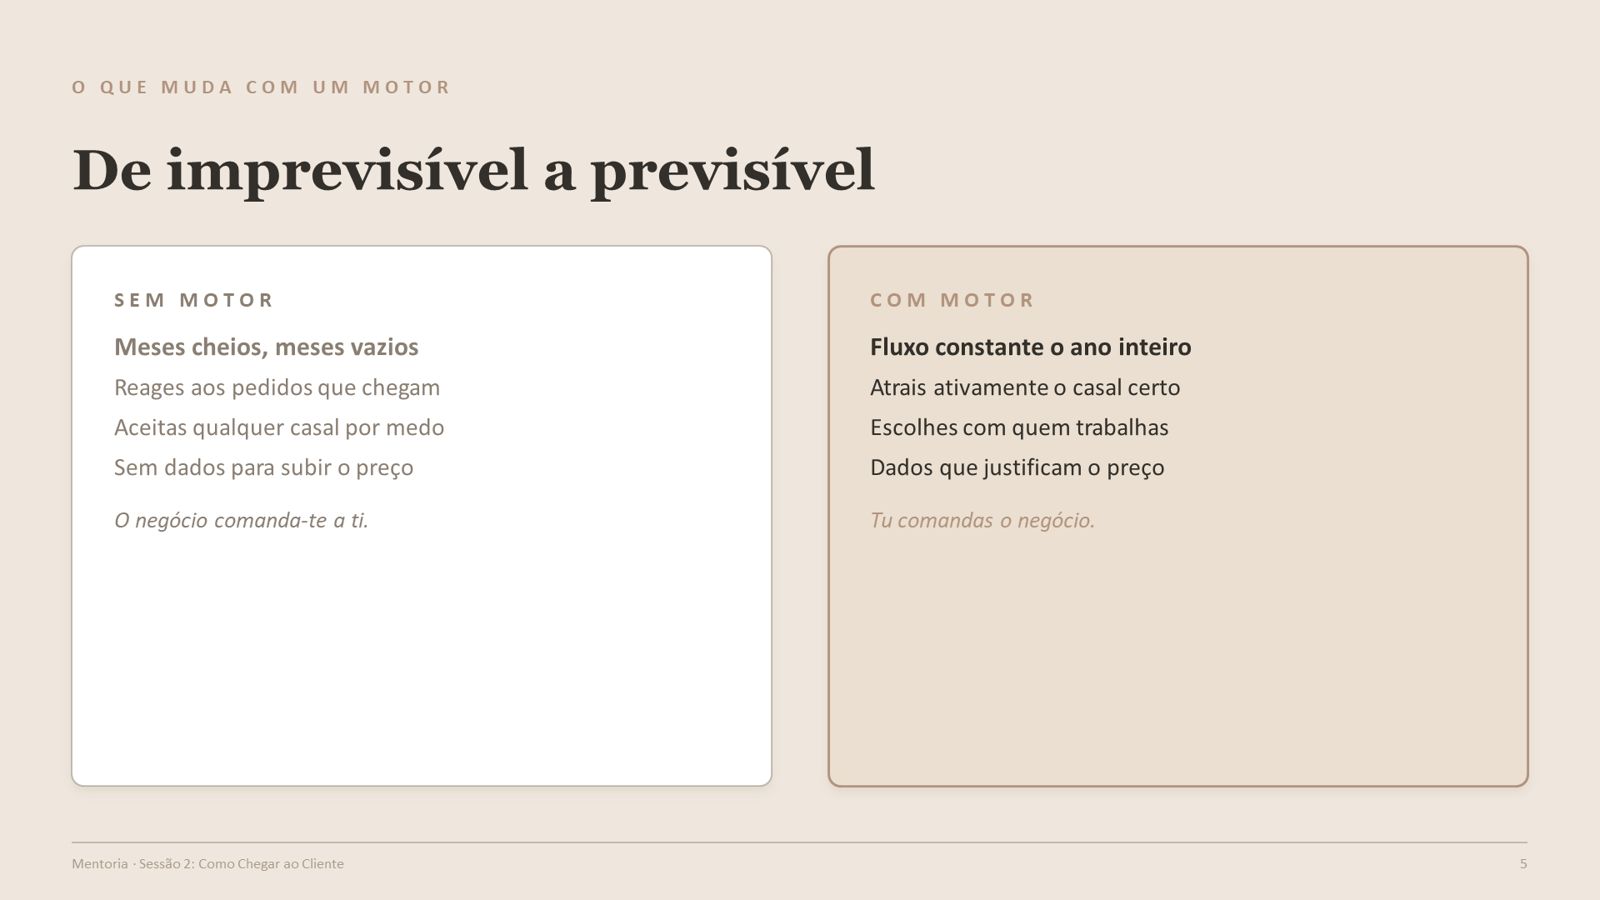 O QUE MUDA COM UM MOTOR
De imprevisível a previsível
SEM MOTOR
Meses cheios, meses vazios
Reages aos pedidos que chegam
Aceitas qualquer casal por medo
Sem dados para subir o preço
O negócio comanda-te a ti.
COM MOTOR
Fluxo constante o ano inteiro
Atrais ativamente o casal certo
Escolhes com quem trabalhas
Dados que justificam o preço
Tu comandas o negócio.
Mentoria · Sessão 2: Como Chegar ao Cliente
5